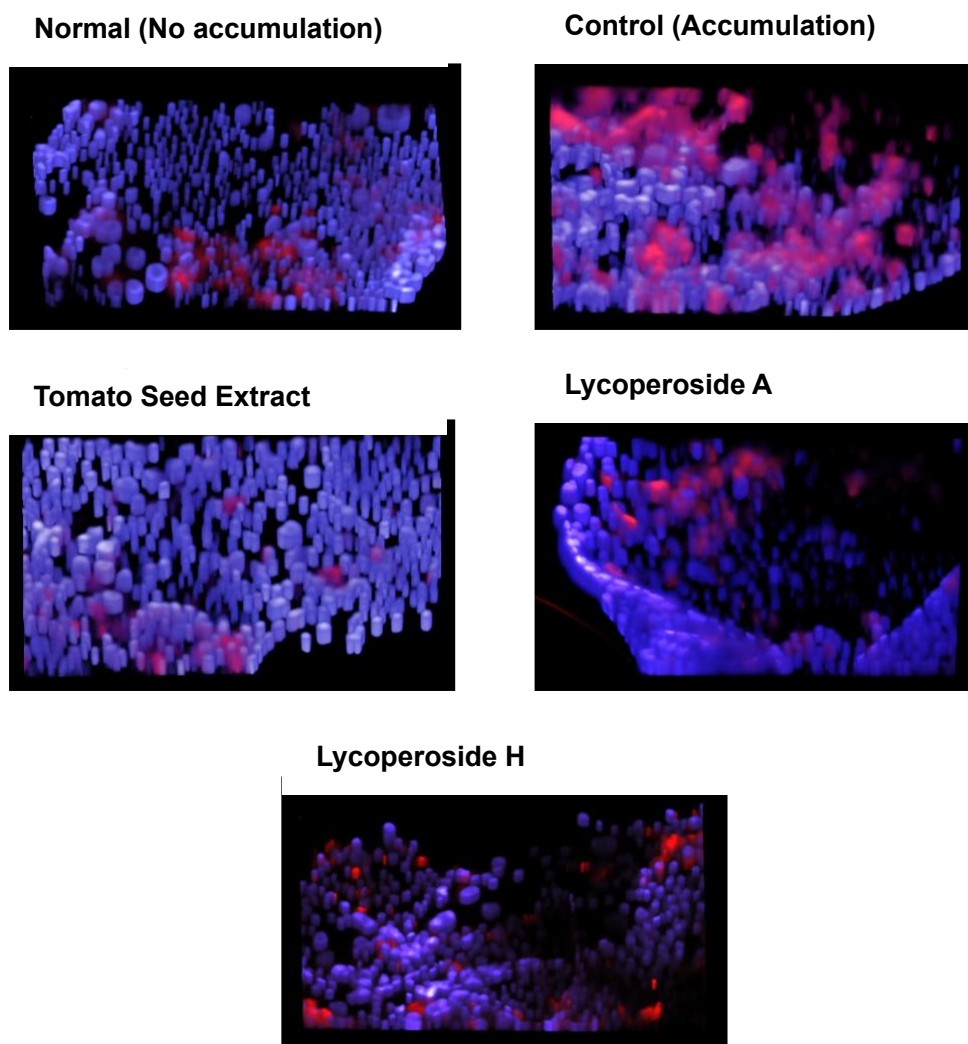 Normal (No accumulation)
Control (Accumulation)
Tomato Seed Extract
Lycoperoside A
Lycoperoside H